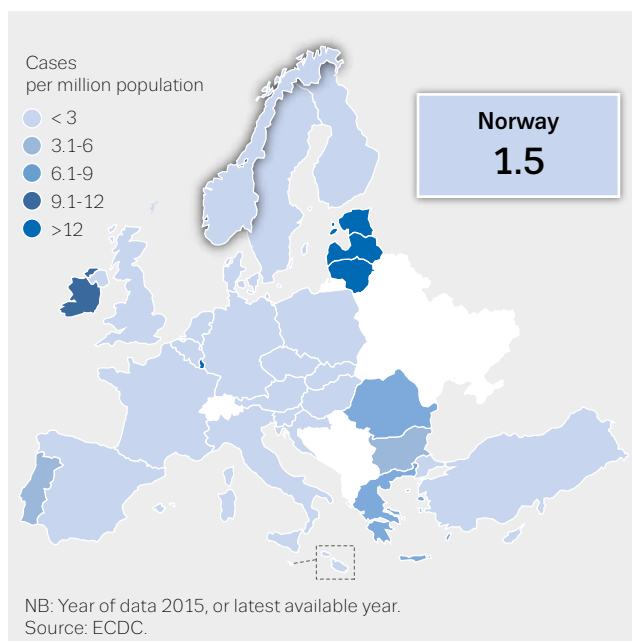 Cases
per million population
< 3
3.1-6
6.1-9
9.1-12
>12
Norway
1.5
NB: Year of data 2015, or latest available year.
Source: ECDC.